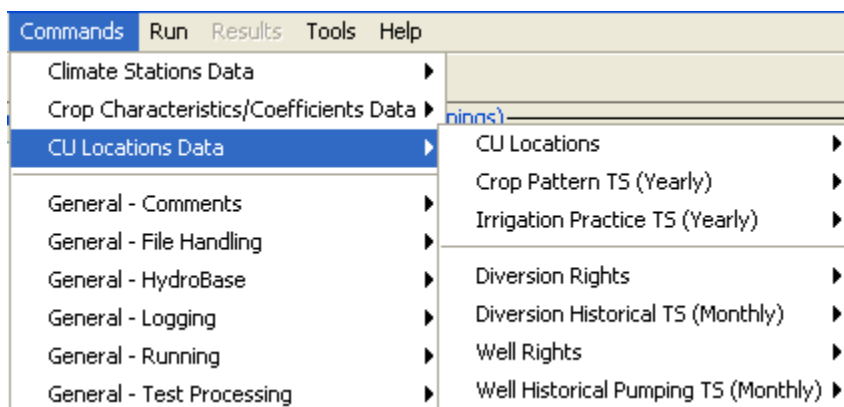 Commands Run Results Tools Help
Climate Stations Data
Crop Characteristics/Coefficients Data
nings)
CU Locations Data
General - Comments
General - File Handling
General - HydroBase
General - Logging
General - Running
General - Test Processing
CU Locations
Crop Pattern TS (Yearly)
Irrigation Practice TS (Yearly)
Diversion Rights
Diversion Historical TS (Monthly)
Well Rights
Well Historical Pumping TS (Monthly)